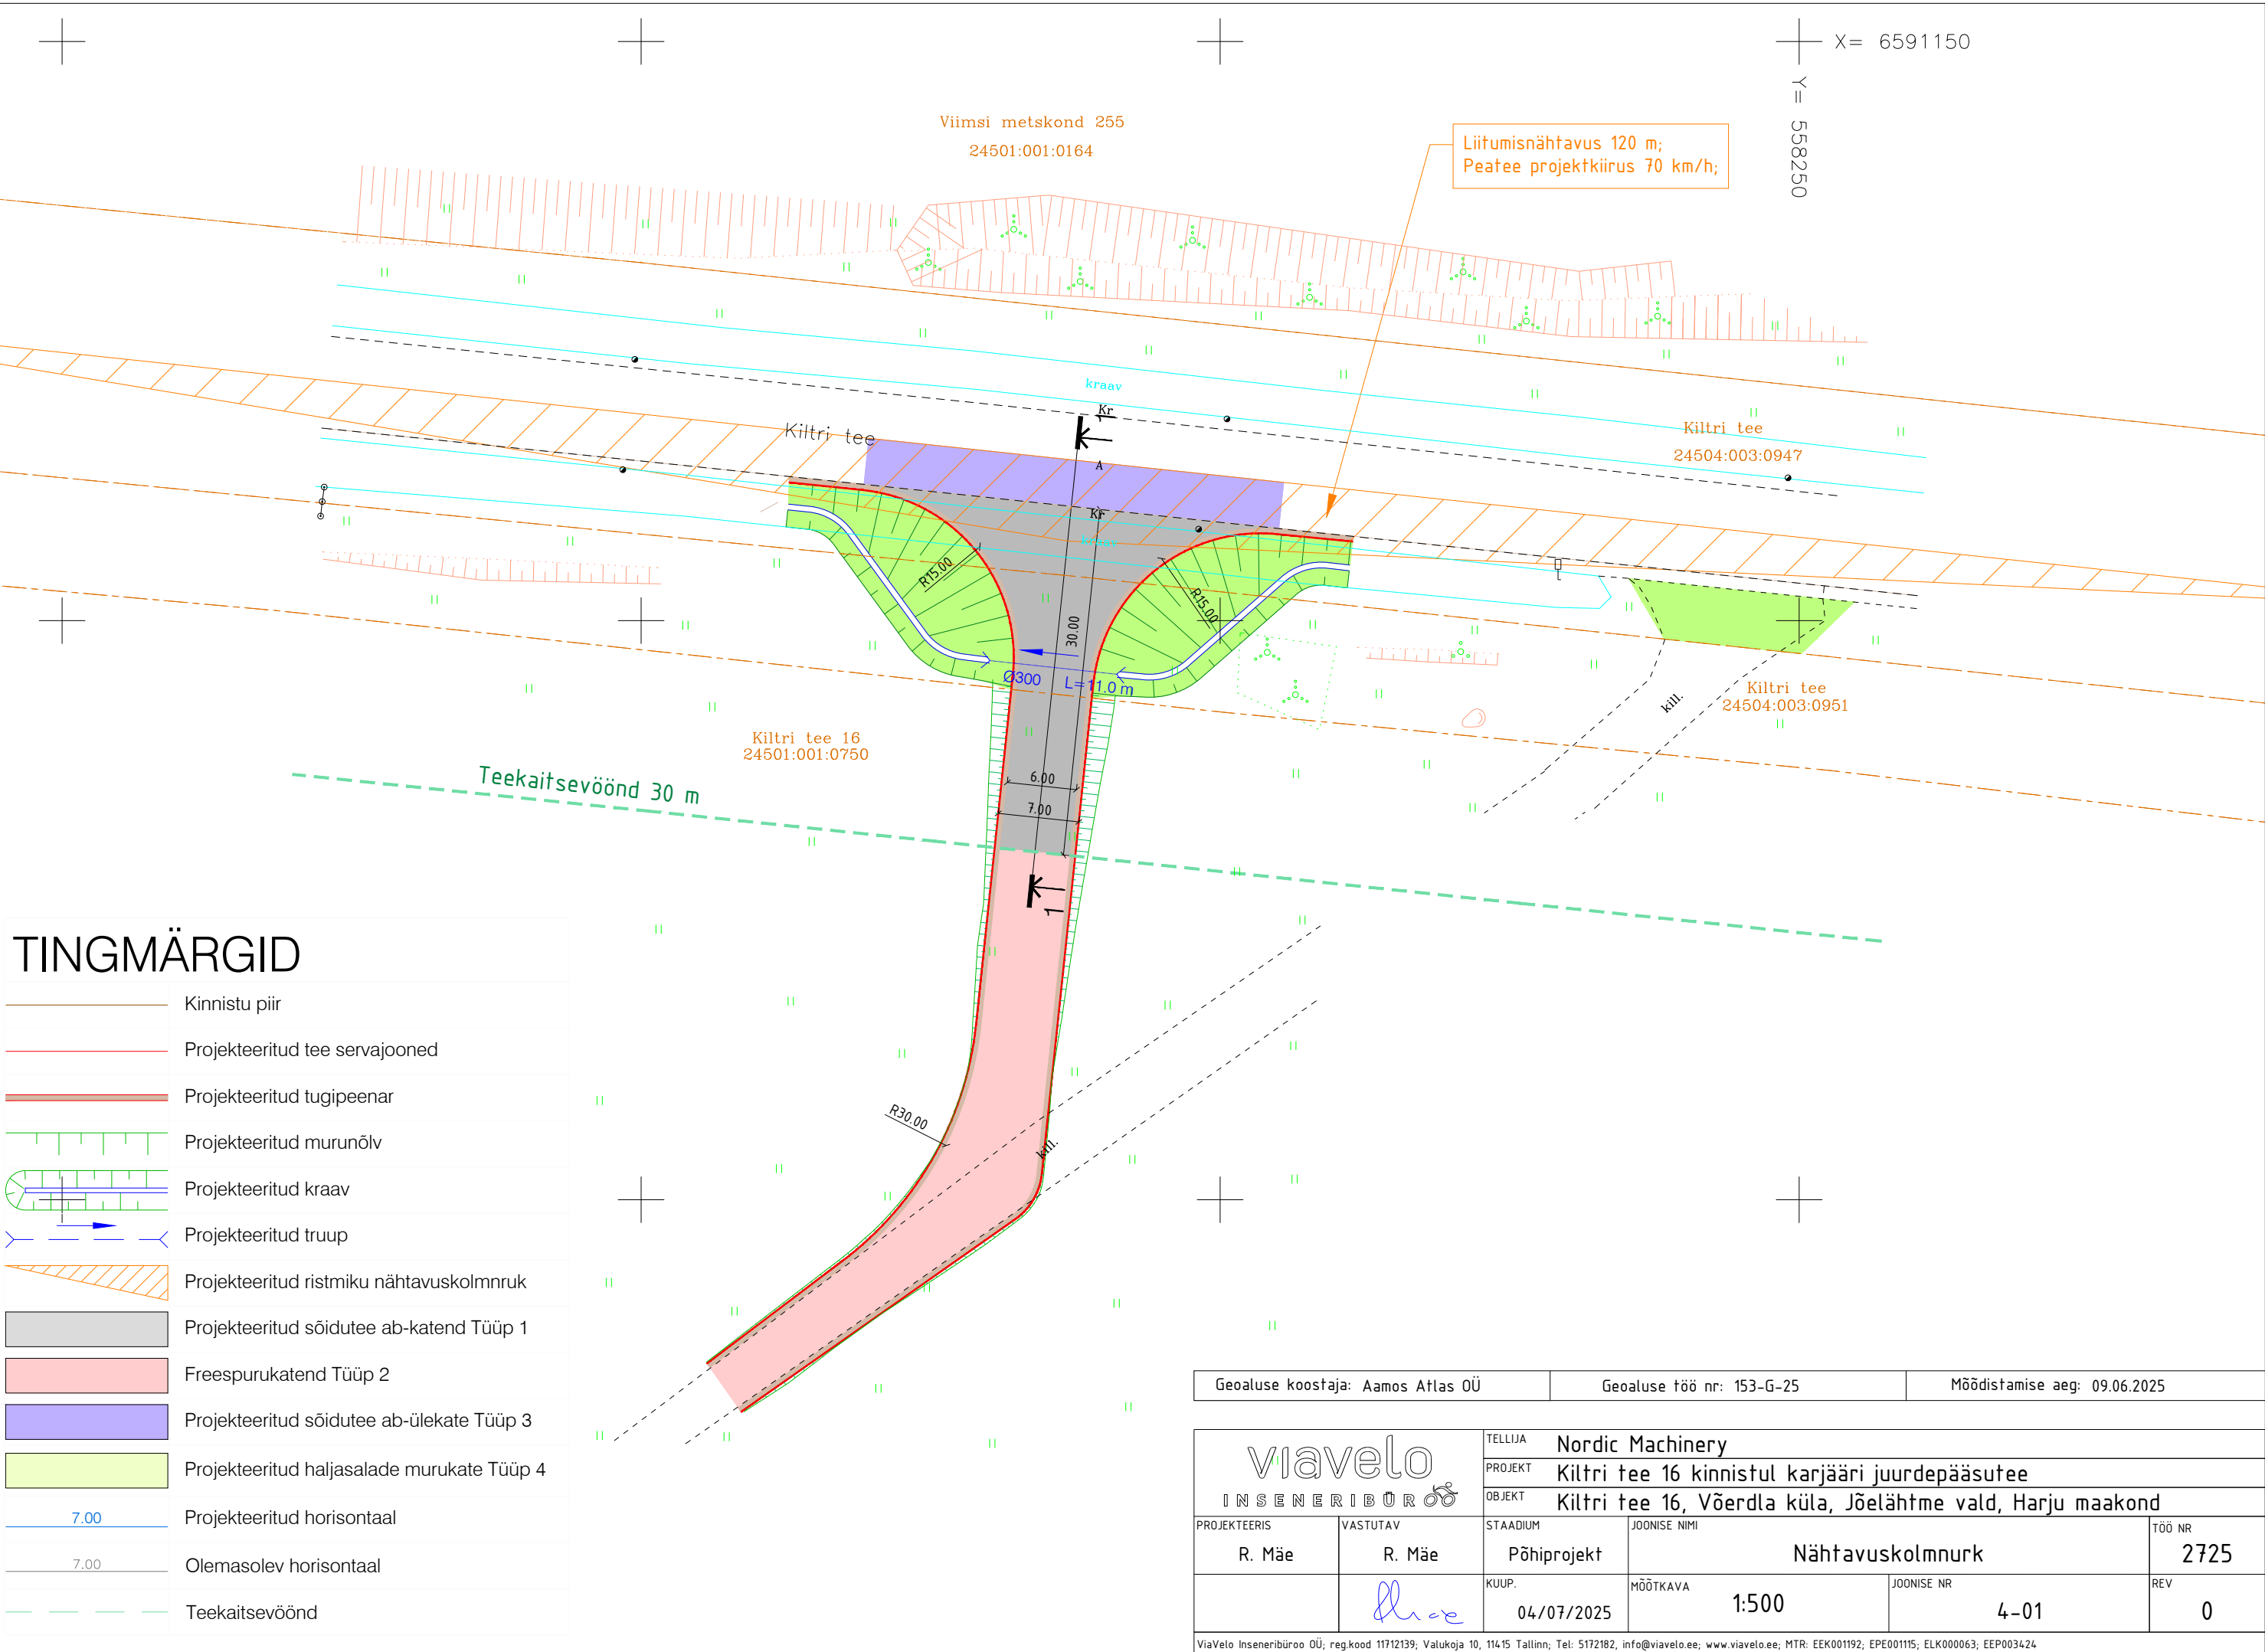 X= 6591150
Y= 558250
Viimsi metskond 255
24501:001:0164
Liitumisnähtavus 120 m;
Peatee projektkiirus 70 km/h;
kraav
Kr
1
Kiltri tee
A
Kiltri tee
24504:003:0947
Kr
kraav
R15.00
R15.00
30.00
Ø300 L=11.0 m
Kiltri tee
24504:003:0951
kill.
Kiltri tee 16
24501:001:0750
Teekaitsevöönd 30 m
6.00
7.00
1
R30.00
kill.
TINGMÄRGID
Kinnistu piir
Projekteeritud tee servajooned
Projekteeritud tugipeenar
Projekteeritud murunõlv
Projekteeritud kraav
Projekteeritud truup
Projekteeritud ristmiku nähtavuskolmnruk
Projekteeritud sõidutee ab-katend Tüüp 1
Freespurukatend Tüüp 2
Projekteeritud sõidutee ab-ülekate Tüüp 3
Projekteeritud haljasalade murukate Tüüp 4
7.00 Projekteeritud horisontaal
7.00 Olemasolev horisontaal
Teekaitsevöönd
Geoaluse koostaja: Aamos Atlas OÜ Geoaluse töö nr: 153-G-25 Mõõdistamise aeg: 09.06.2025
viavelo
INSENERIBÜROO
TELLIJA Nordic Machinery
PROJEKT Kiltri tee 16 kinnistul karjääri juurdepääsutee
OBJEKT Kiltri tee 16, Võerdla küla, Jõelähtme vald, Harju maakond
PROJEKTEERIS VASTUTAV STAADIUM JOONISE NIMI TÖÖ NR
R. Mäe R. Mäe Põhiprojekt Nähtavuskolmnurk 2725
KUUP. MÕÕTKAVA JOONISE NR REV
04/07/2025 1:500 4-01 0
ViaVelo Inseneribüroo OÜ; reg.kood 11712139; Valukoja 10, 11415 Tallinn; Tel: 5172182, info@viavelo.ee; www.viavelo.ee; MTR: EEK001192; EPE001115; ELK000063; EEP003424